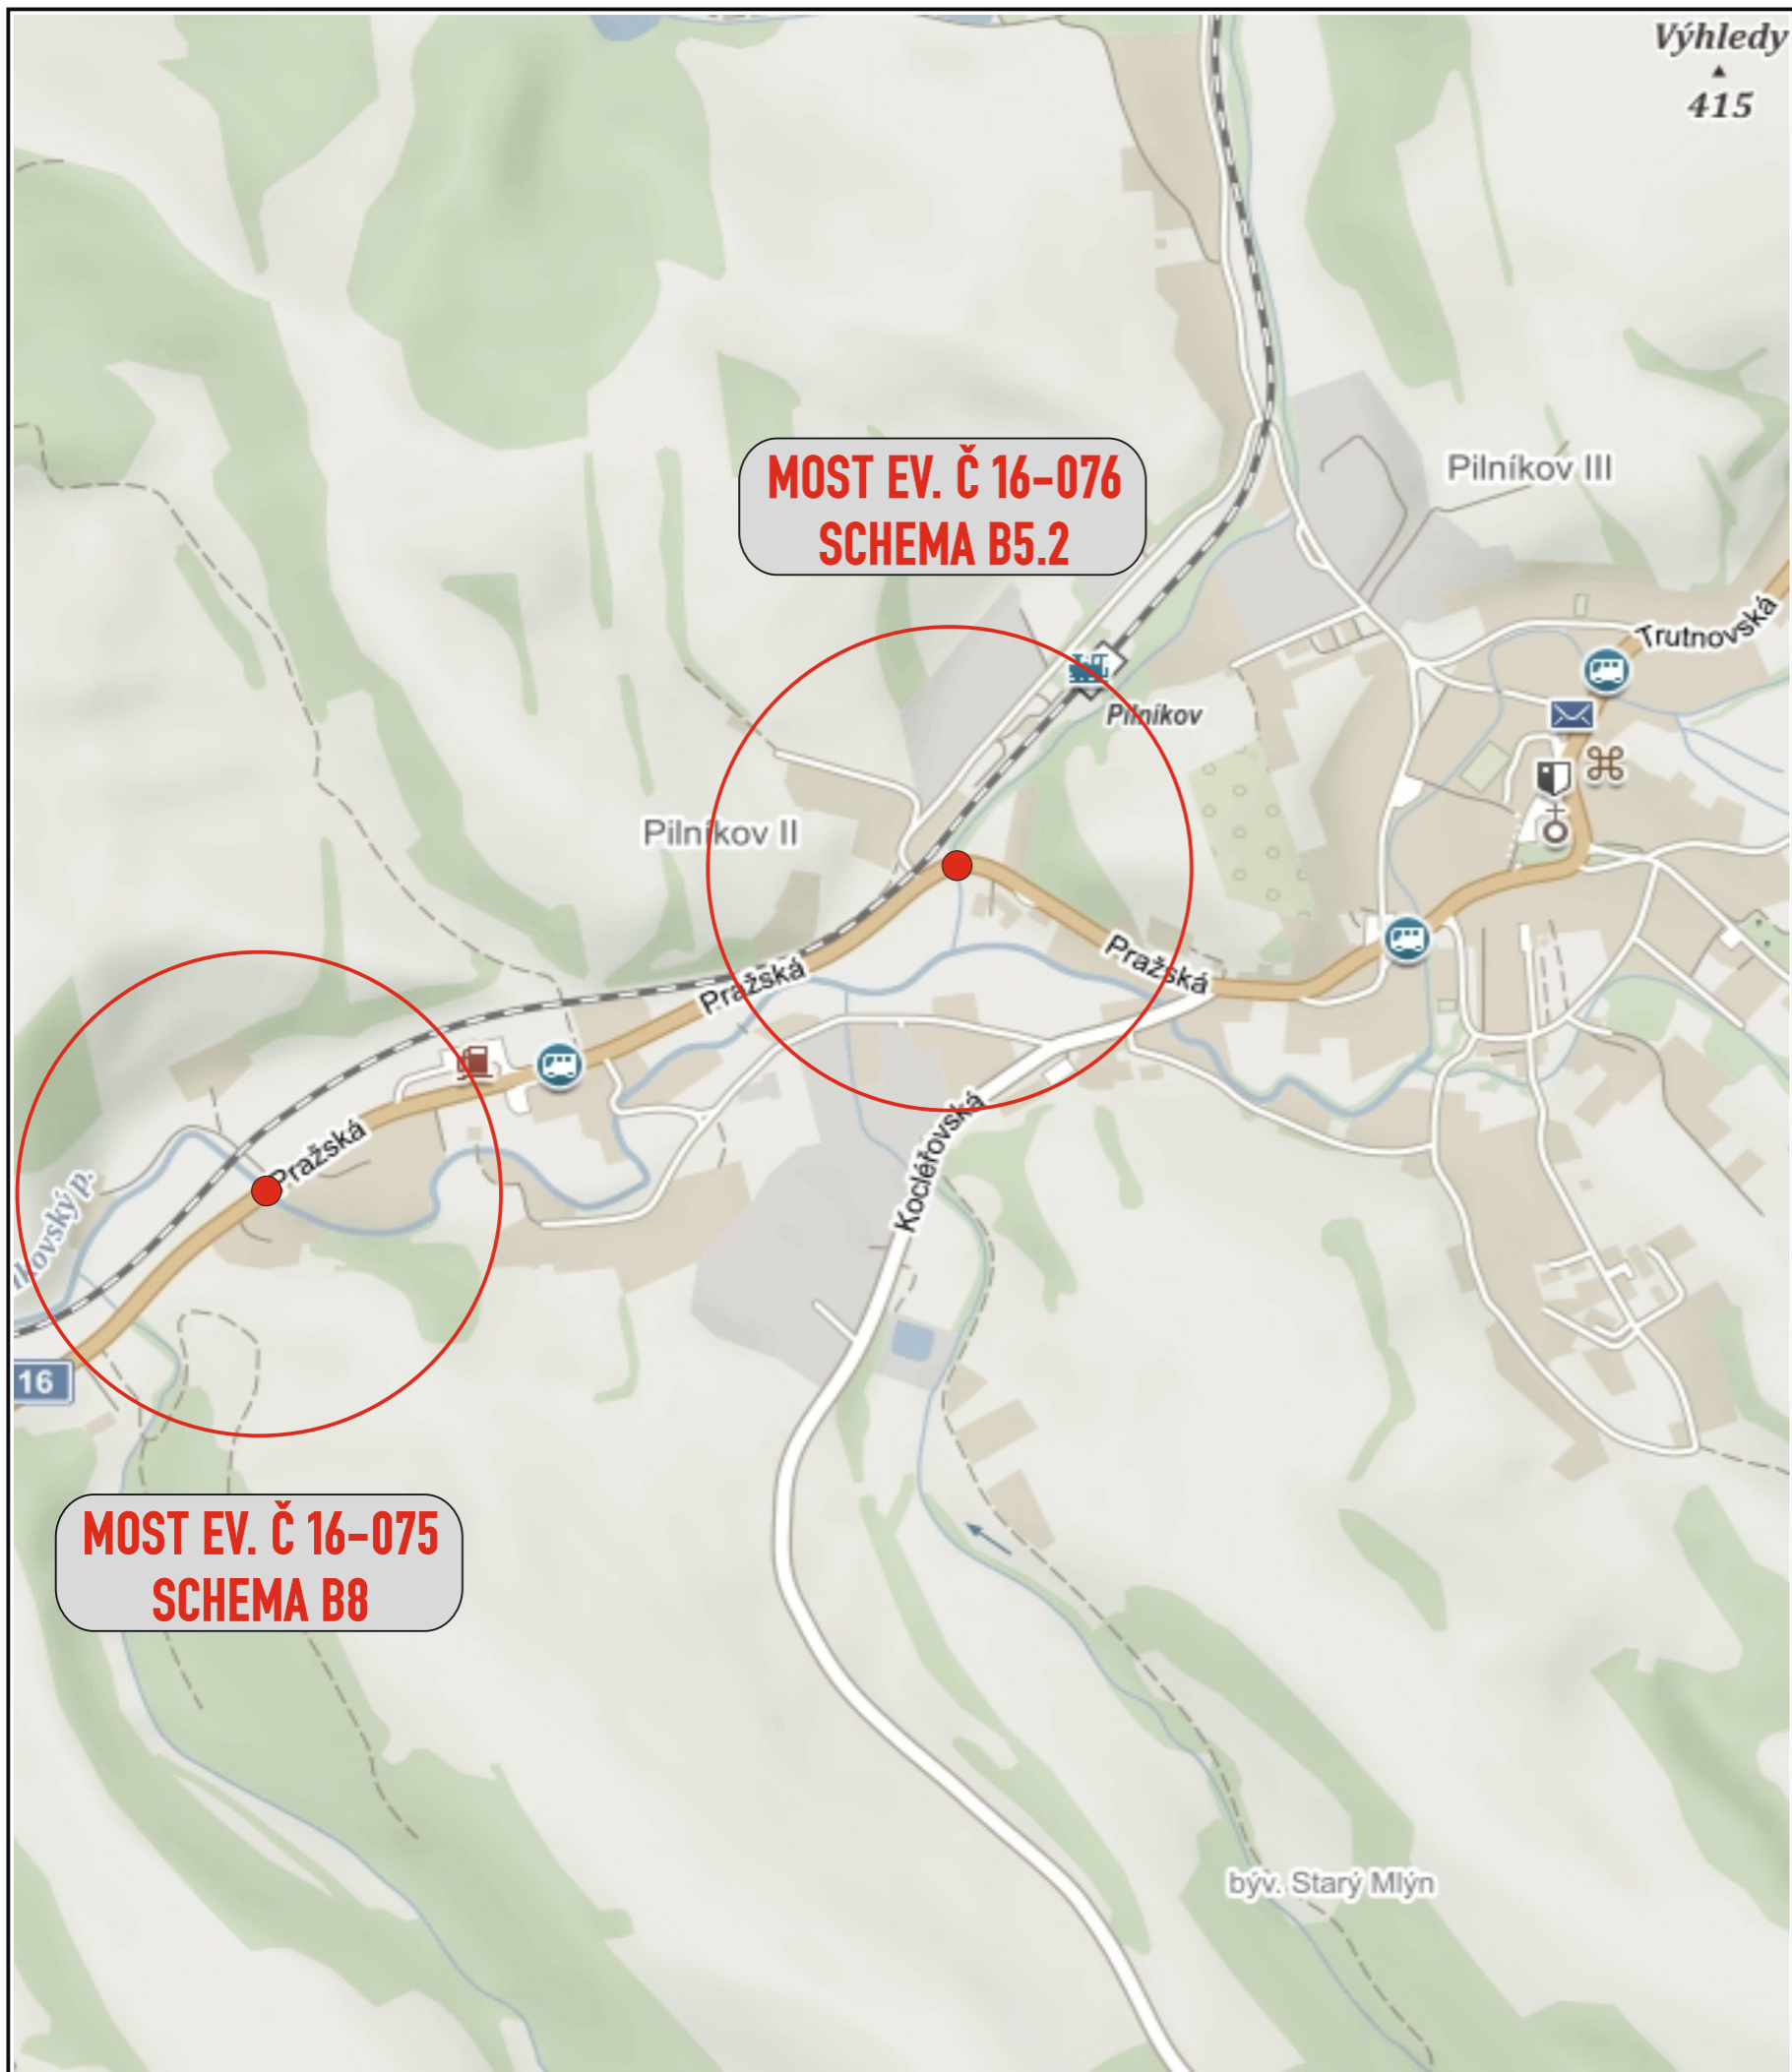 Výhledy
415
MOST EV. Č 16-076
SCHEMA B5.2
Pilníkov III
Trutnovská
Pilníkov
Pilníkov II
Pražská
Pražská
Pražská
Kocléřovská
16
MOST EV. Č 16-075
SCHEMA B8
býv. Starý Mlýn